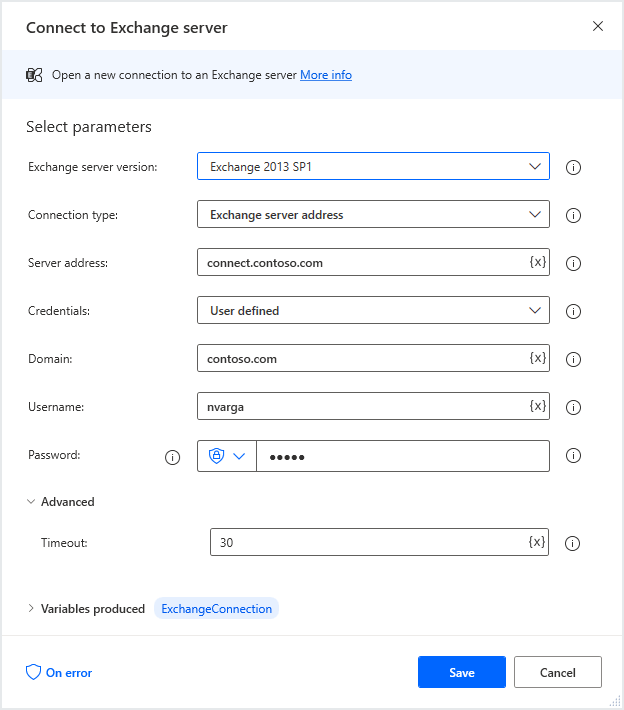 Connect to Exchange server
Open a new connection to an Exchange server More info
Select parameters
Exchange server version: Exchange 2013 SP1
Connection type: Exchange server address
Server address: connect.contoso.com {x}
Credentials: User defined
Domain: contoso.com {x}
Username: nvarga {x}
Password: •••••
Advanced
Timeout: 30 {x}
Variables produced ExchangeConnection
On error Save Cancel